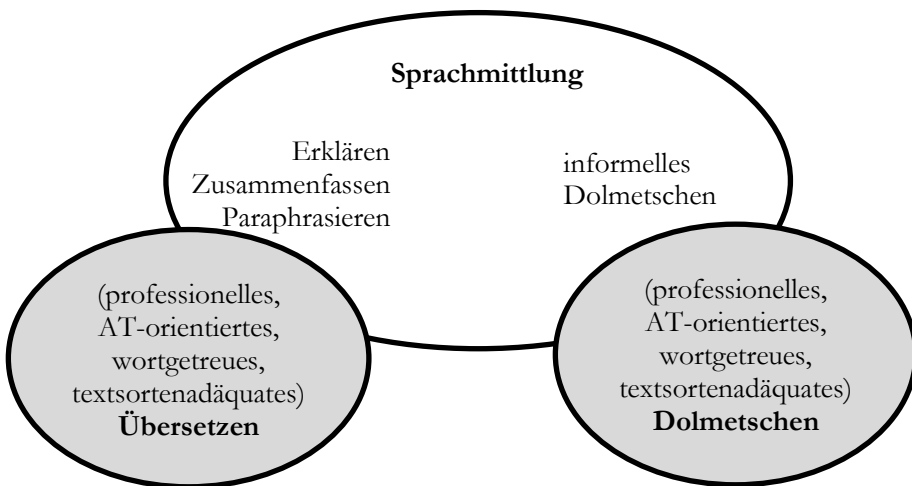 Sprachmittlung
Erklären
Zusammenfassen
Paraphrasieren
informelles
Dolmetschen
(professionelles,
AT-orientiertes,
wortgetreues,
textsortenadäquates)
Übersetzen
(professionelles,
AT-orientiertes,
wortgetreues,
textsortenadäquates)
Dolmetschen